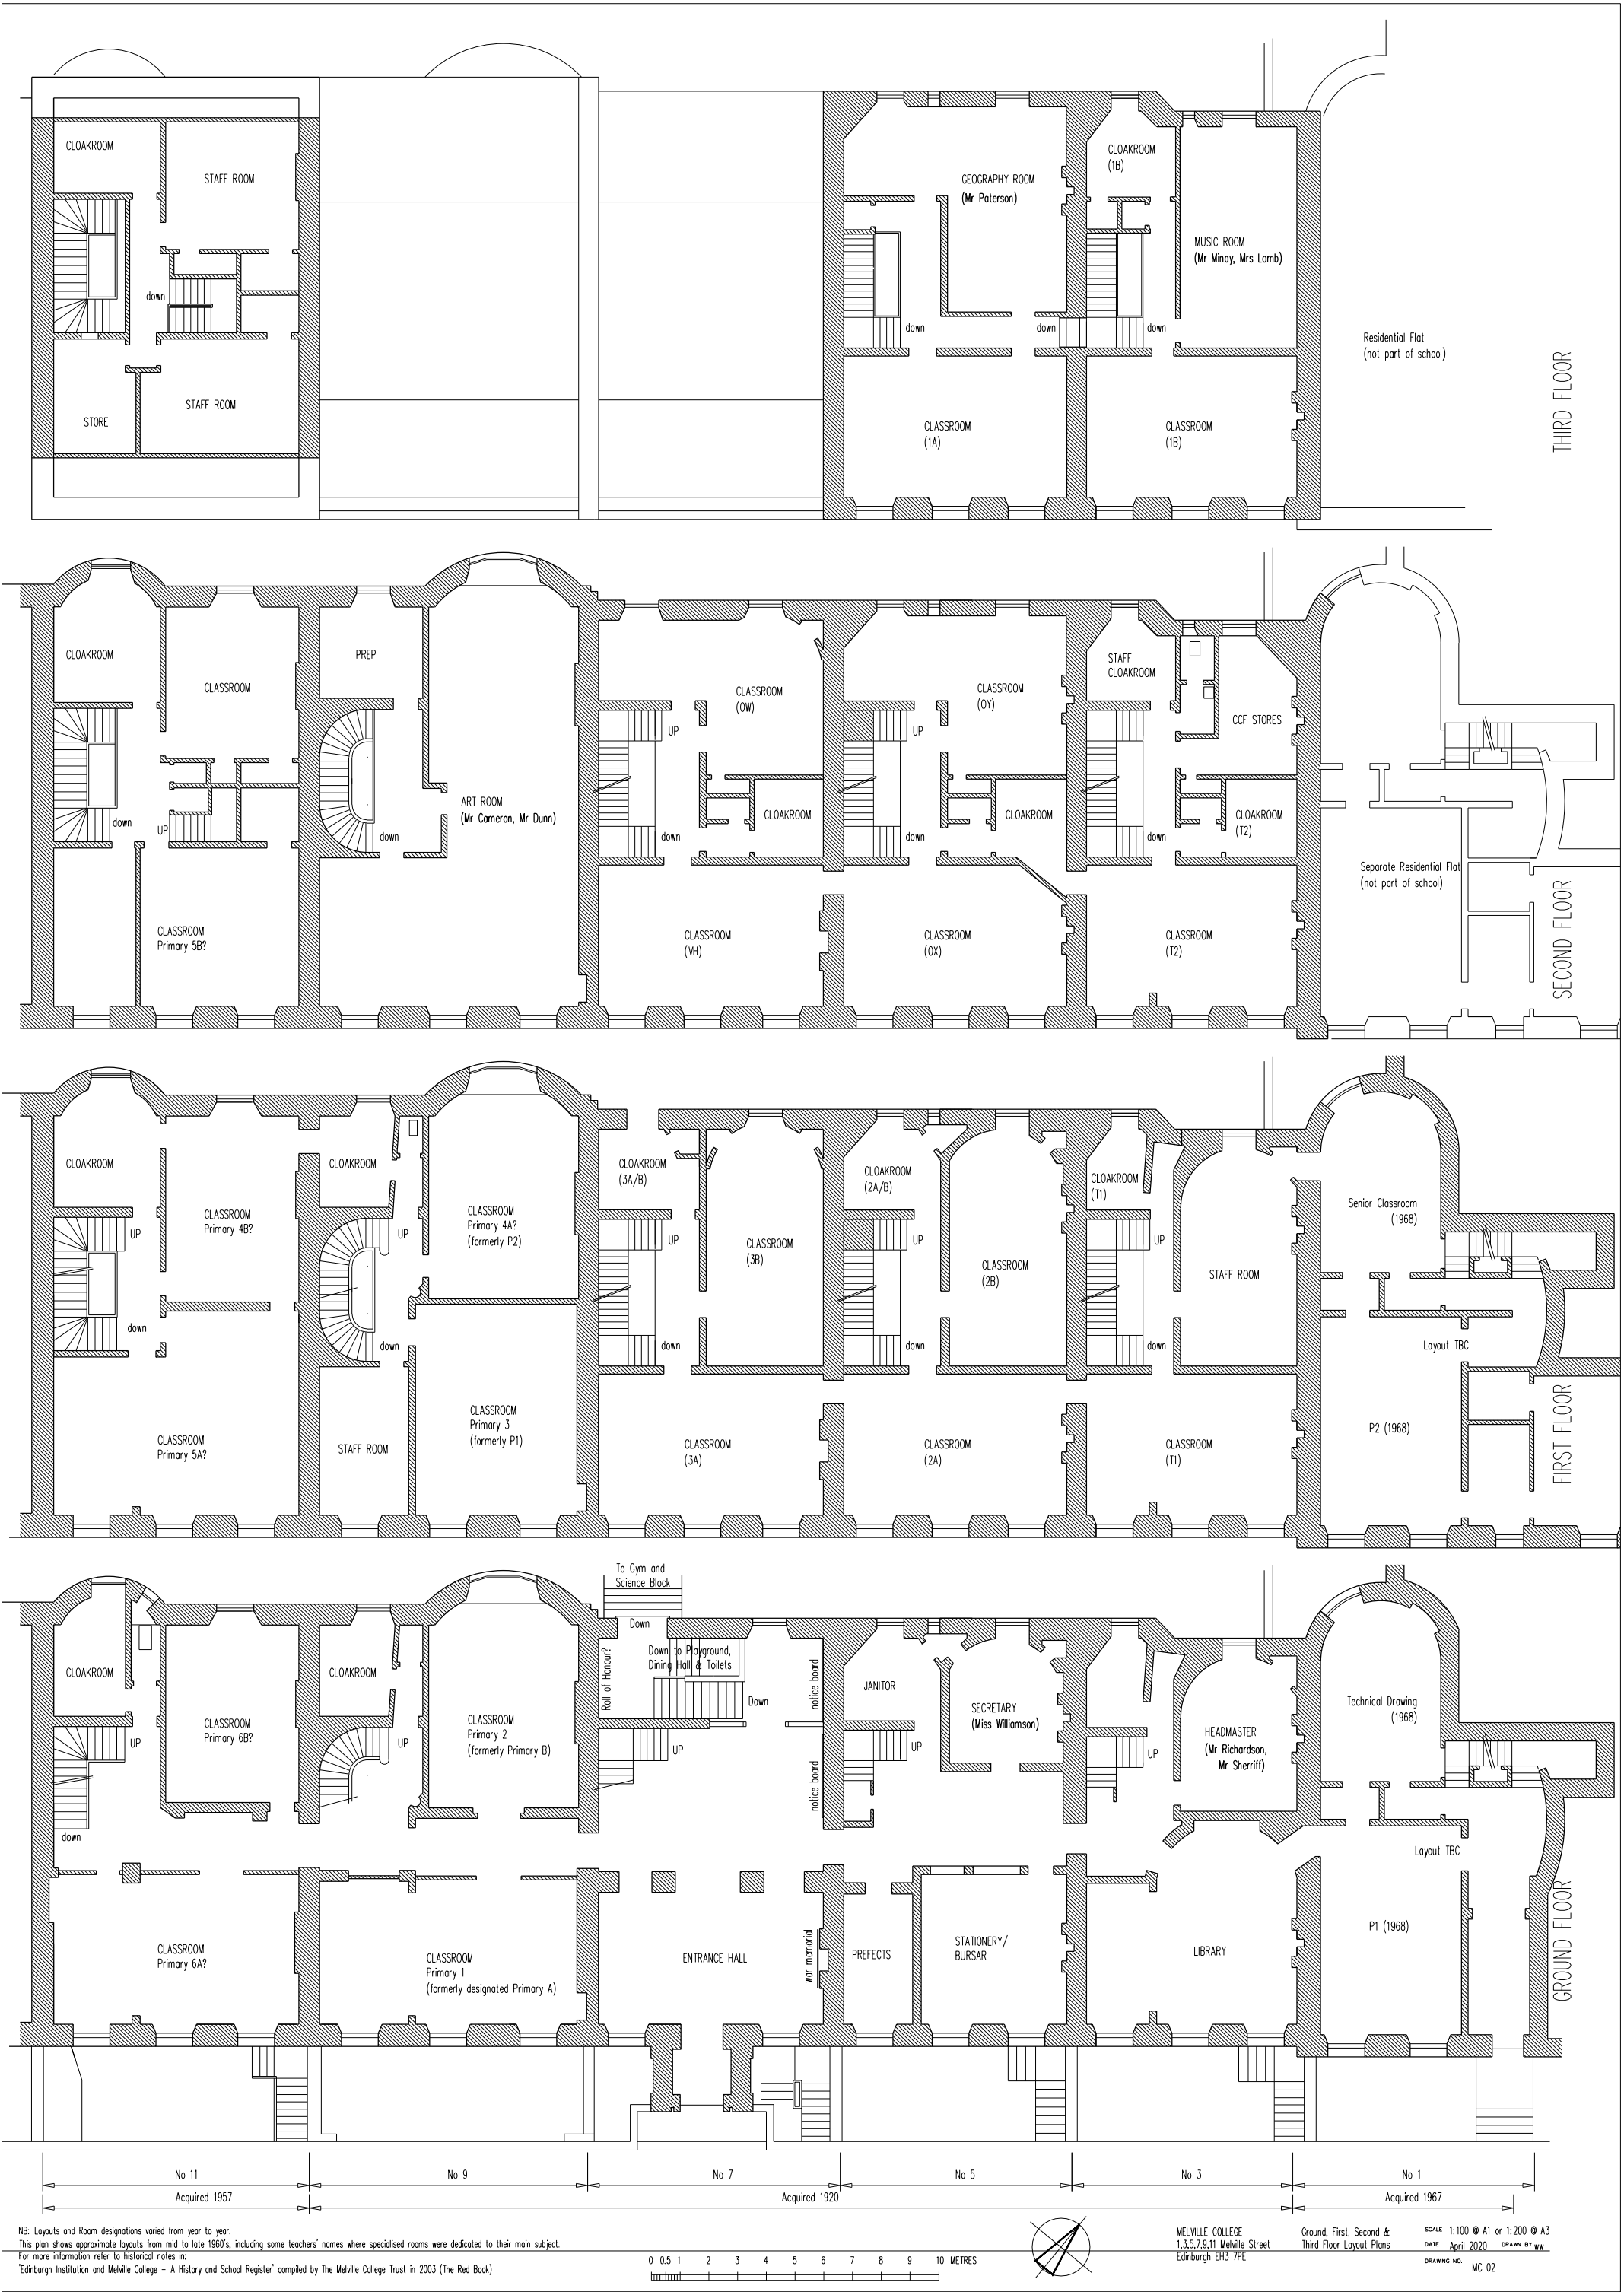 THIRD FLOOR
CLOAKROOM
STAFF ROOM
down
STAFF ROOM
STORE
GEOGRAPHY ROOM
(Mr Paterson)
down
CLASSROOM
(1A)
CLOAKROOM
(1B)
MUSIC ROOM
(Mr Minay, Mrs Lamb)
down
down
CLASSROOM
(1B)
Residential Flat
(not part of school)
SECOND FLOOR
CLOAKROOM
CLASSROOM
down
UP
CLASSROOM
Primary 5B?
PREP
ART ROOM
(Mr Cameron, Mr Dunn)
down
CLASSROOM
(OW)
UP
CLOAKROOM
down
CLASSROOM
(VH)
CLASSROOM
(OY)
UP
CLOAKROOM
down
CLASSROOM
(OX)
STAFF
CLOAKROOM
CCF STORES
CLOAKROOM
(T2)
down
CLASSROOM
(T2)
Separate Residential Flat
(not part of school)
FIRST FLOOR
CLOAKROOM
UP
CLASSROOM
Primary 4B?
down
CLASSROOM
Primary 5A?
CLOAKROOM
UP
CLASSROOM
Primary 4A?
(formerly P2)
down
STAFF ROOM
CLASSROOM
Primary 3
(formerly P1)
CLOAKROOM
(3A/B)
UP
CLASSROOM
(3B)
down
CLASSROOM
(3A)
CLOAKROOM
(2A/B)
UP
CLASSROOM
(2B)
down
CLASSROOM
(2A)
CLOAKROOM
(T1)
UP
STAFF ROOM
down
CLASSROOM
(T1)
Senior Classroom
(1968)
Layout TBC
P2 (1968)
GROUND FLOOR
CLOAKROOM
UP
CLASSROOM
Primary 6B?
down
CLASSROOM
Primary 6A?
CLOAKROOM
UP
CLASSROOM
Primary 2
(formerly Primary B)
CLASSROOM
Primary 1
(formerly designated Primary A)
To Gym and
Science Block
Down
Roll of Honour?
Down to Playground,
Dining Hall & Toilets
notice board
Down
UP
notice board
ENTRANCE HALL
war memorial
JANITOR
UP
SECRETARY
(Miss Williamson)
PREFECTS
STATIONERY/
BURSAR
UP
HEADMASTER
(Mr Richardson,
Mr Sherriff)
LIBRARY
Technical Drawing
(1968)
Layout TBC
P1 (1968)
No 11
No 9
No 7
No 5
No 3
No 1
Acquired 1957
Acquired 1920
Acquired 1967
NB: Layouts and Room designations varied from year to year.
This plan shows approximate layouts from mid to late 1960's, including some teachers' names where specialised rooms were dedicated to their main subject.
For more information refer to historical notes in:
'Edinburgh Institution and Melville College - A History and School Register' compiled by The Melville College Trust in 2003 (The Red Book)
0 0.5 1 2 3 4 5 6 7 8 9 10 METRES
MELVILLE COLLEGE
1,3,5,7,9,11 Melville Street
Edinburgh EH3 7PE
Ground, First, Second &
Third Floor Layout Plans
SCALE 1:100 @ A1 or 1:200 @ A3
DATE April 2020 DRAWN BY WW
DRAWING NO. MC 02